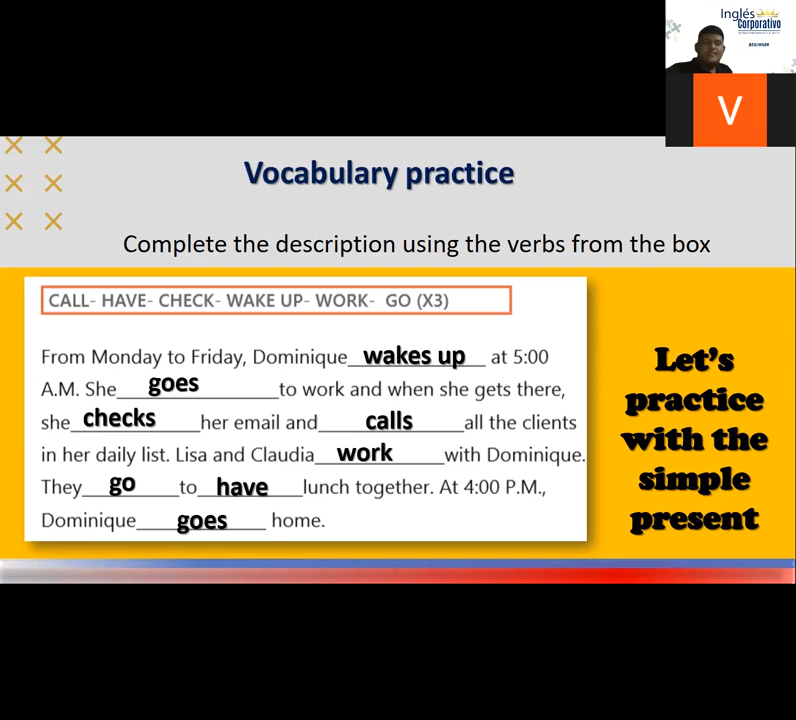 Inglés
Corporativo
BEGINNER
V
Vocabulary practice
Complete the description using the verbs from the box
CALL- HAVE- CHECK- WAKE UP- WORK- GO (X3)
From Monday to Friday, Dominique wakes up at 5:00
A.M. She goes to work and when she gets there,
she checks her email and calls all the clients
in her daily list. Lisa and Claudia work with Dominique.
They go to have lunch together. At 4:00 P.M.,
Dominique goes home.
Let's
practice
with the
simple
present